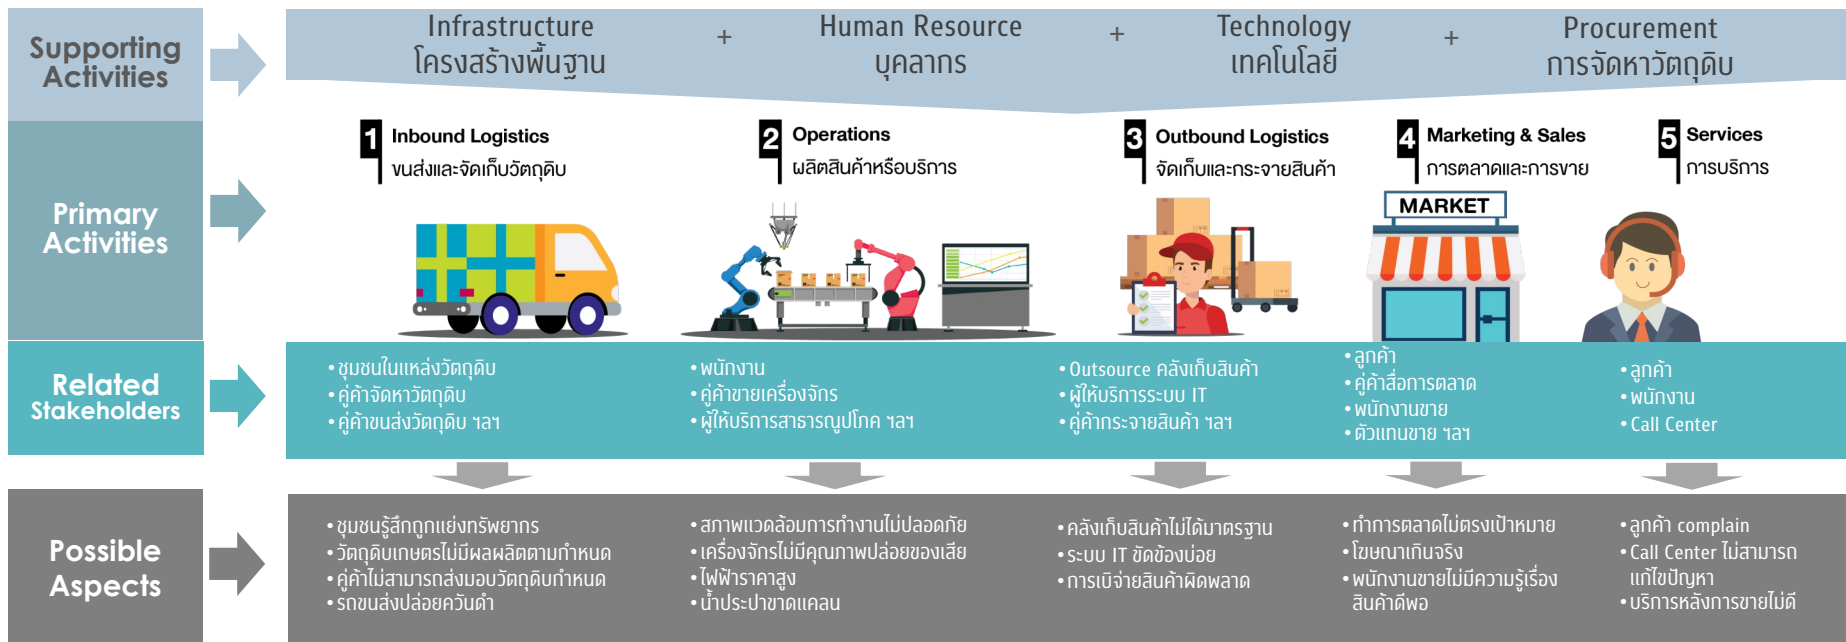 Supporting
Activities
Infrastructure
โครงสร้างพื้นฐาน
+
Human Resource
บุคลากร
+
Technology
เทคโนโลยี
+
Procurement
การจัดหาวัตถุดิบ
Primary
Activities
1 Inbound Logistics
ขนส่งและจัดเก็บวัตถุดิบ
2 Operations
ผลิตสินค้าหรือบริการ
3 Outbound Logistics
จัดเก็บและกระจายสินค้า
4 Marketing & Sales
การตลาดและการขาย
MARKET
5 Services
การบริการ
Related
Stakeholders
• ชุมชนในแหล่งวัตถุดิบ
• คู่ค้าจัดหาวัตถุดิบ
• คู่ค้าขนส่งวัตถุดิบ ฯลฯ
• พนักงาน
• คู่ค้าขายเครื่องจักร
• ผู้ให้บริการสาธารณูปโภค ฯลฯ
• Outsource คลังเก็บสินค้า
• ผู้ให้บริการระบบ IT
• คู่ค้ากระจายสินค้า ฯลฯ
• ลูกค้า
• คู่ค้าสื่อการตลาด
• พนักงานขาย
• ตัวแทนขาย ฯลฯ
• ลูกค้า
• พนักงาน
• Call Center
Possible
Aspects
• ชุมชนรู้สึกถูกแย่งทรัพยากร
• วัตถุดิบเกษตรไม่มีผลผลิตตามกำหนด
• คู่ค้าไม่สามารถส่งมอบวัตถุดิบกำหนด
• รถขนส่งปล่อยควันดำ
• สภาพแวดล้อมการทำงานไม่ปลอดภัย
• เครื่องจักรไม่มีคุณภาพปล่อยของเสีย
• ไฟฟ้าราคาสูง
• น้ำประปาขาดแคลน
• คลังเก็บสินค้าไม่ได้มาตรฐาน
• ระบบ IT ขัดข้องบ่อย
• การเบิจ่ายสินค้าผิดพลาด
• ทำการตลาดไม่ตรงเป้าหมาย
• โฆษณาเกินจริง
• พนักงานขายไม่มีความรู้เรื่อง
สินค้าดีพอ
• ลูกค้า complain
• Call Center ไม่สามารถ
แก้ไขปัญหา
• บริการหลังการขายไม่ดี